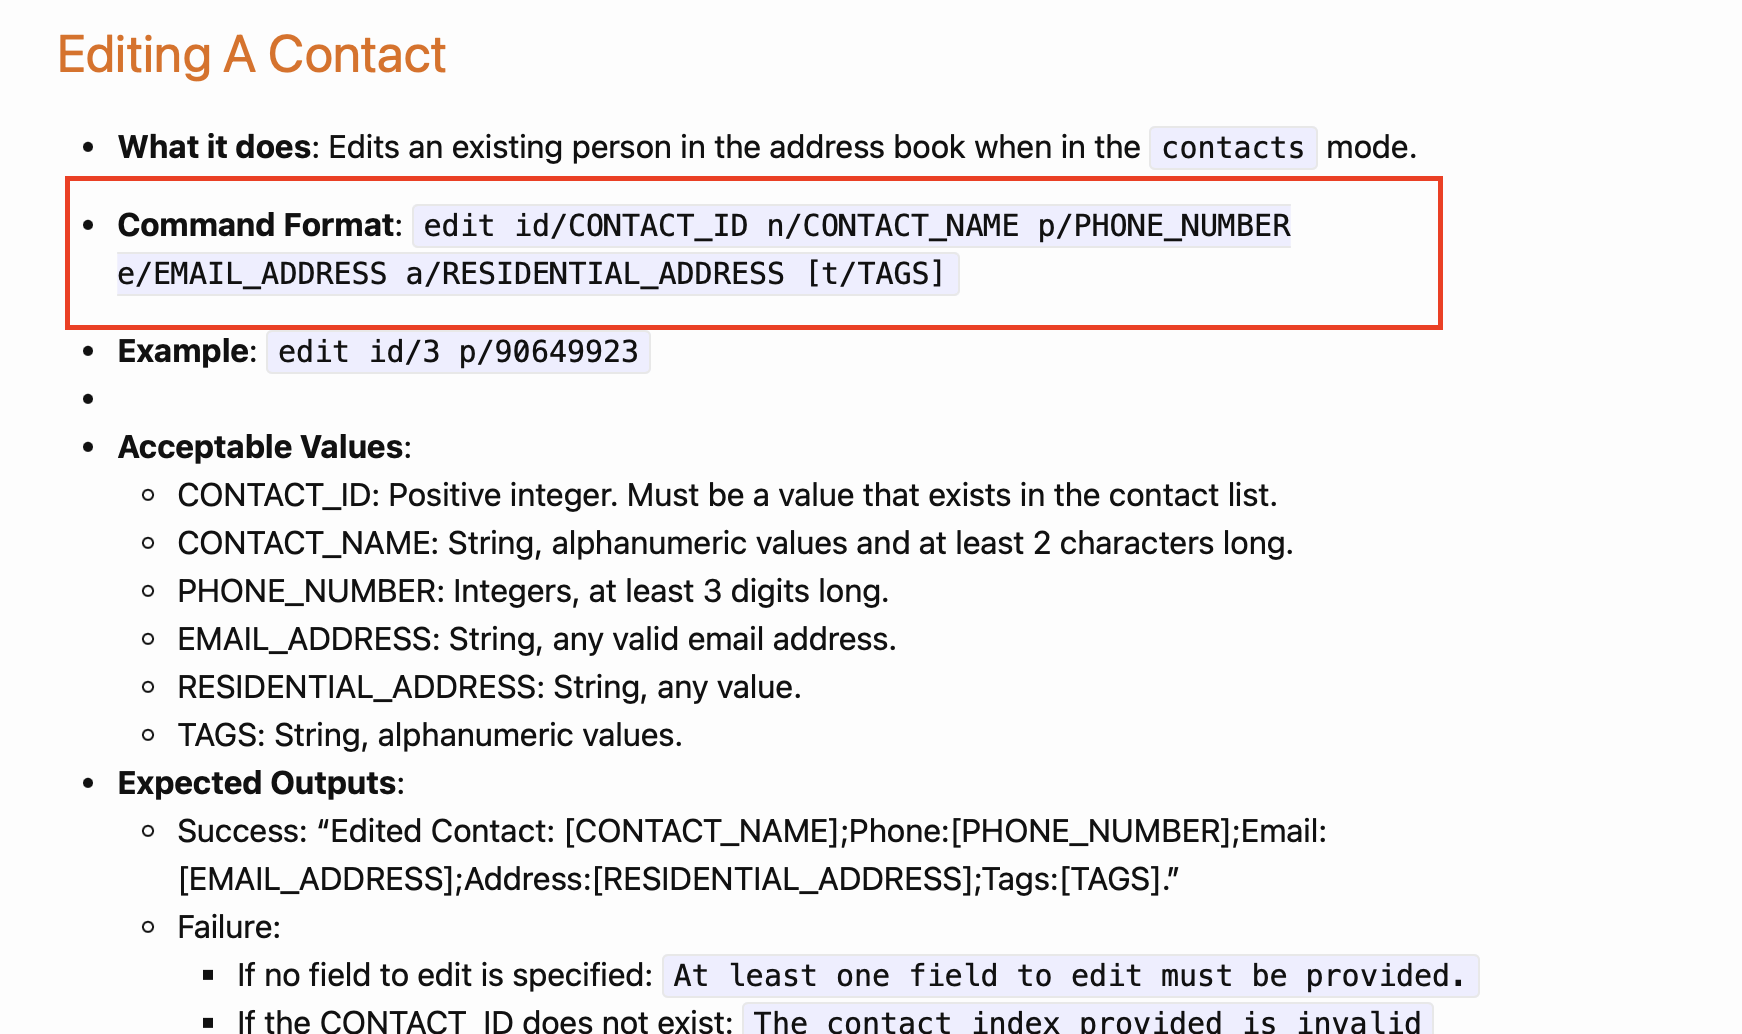 Editing A Contact
• What it does: Edits an existing person in the address book when in the contacts mode.
• Command Format: edit id/CONTACT_ID n/CONTACT_NAME p/PHONE_NUMBER
e/EMAIL_ADDRESS a/RESIDENTIAL_ADDRESS [t/TAGS]
• Example: edit id/3 p/90649923
•
• Acceptable Values:
◦ CONTACT_ID: Positive integer. Must be a value that exists in the contact list.
◦ CONTACT_NAME: String, alphanumeric values and at least 2 characters long.
◦ PHONE_NUMBER: Integers, at least 3 digits long.
◦ EMAIL_ADDRESS: String, any valid email address.
◦ RESIDENTIAL_ADDRESS: String, any value.
◦ TAGS: String, alphanumeric values.
• Expected Outputs:
◦ Success: “Edited Contact: [CONTACT_NAME];Phone:[PHONE_NUMBER];Email:
[EMAIL_ADDRESS];Address:[RESIDENTIAL_ADDRESS];Tags:[TAGS].”
◦ Failure:
▪ If no field to edit is specified: At least one field to edit must be provided.
▪ If the CONTACT_ID does not exist: The contact index provided is invalid